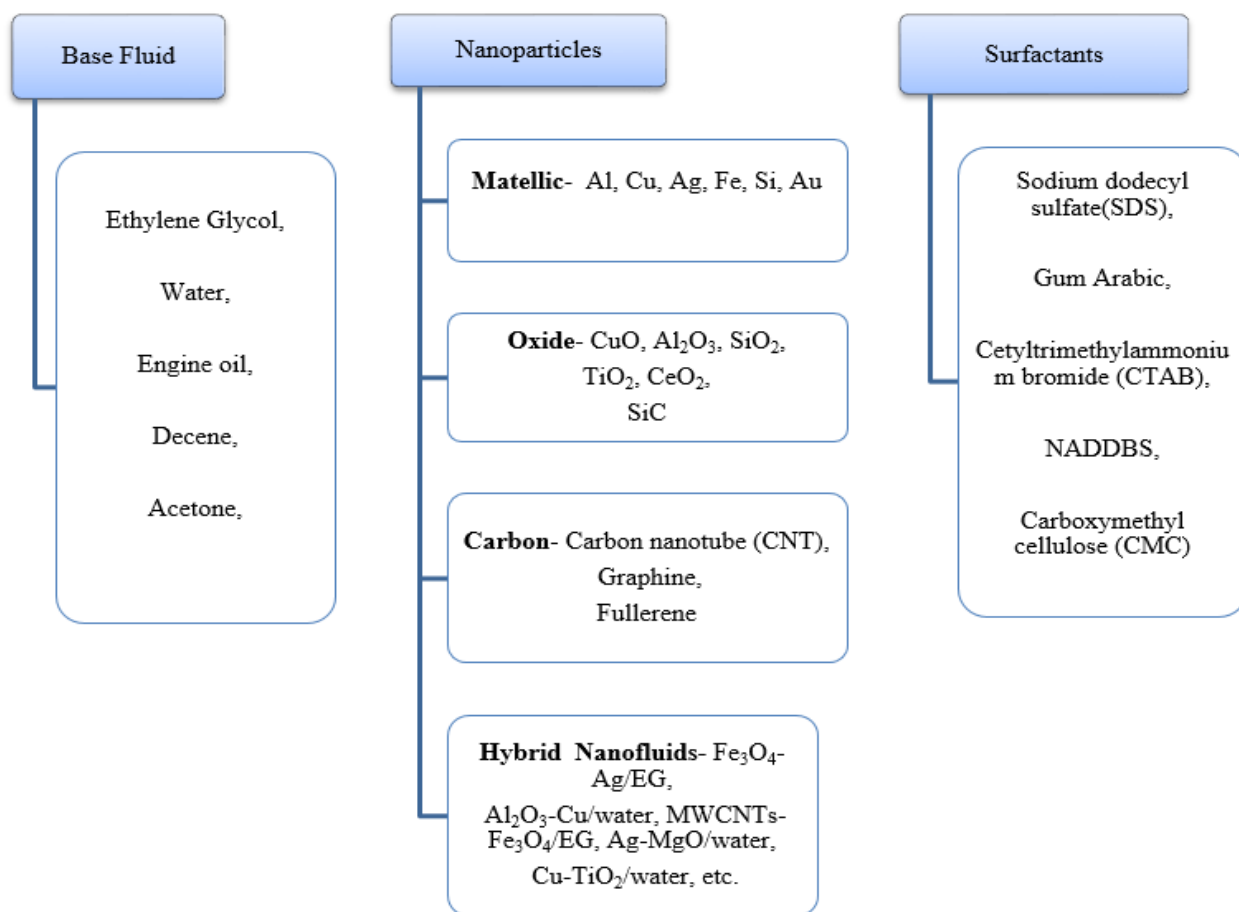 Base Fluid
Ethylene Glycol,
Water,
Engine oil,
Decene,
Acetone,
Nanoparticles
Matellic- Al, Cu, Ag, Fe, Si, Au
Oxide- CuO, Al₂O₃, SiO₂,
TiO₂, CeO₂,
SiC
Carbon- Carbon nanotube (CNT),
Graphine,
Fullerene
Hybrid Nanofluids- Fe₃O₄-
Ag/EG,
Al₂O₃-Cu/water, MWCNTs-
Fe₃O₄/EG, Ag-MgO/water,
Cu-TiO₂/water, etc.
Surfactants
Sodium dodecyl
sulfate(SDS),
Gum Arabic,
Cetyltrimethylammoniu
m bromide (CTAB),
NADDBS,
Carboxymethyl
cellulose (CMC)